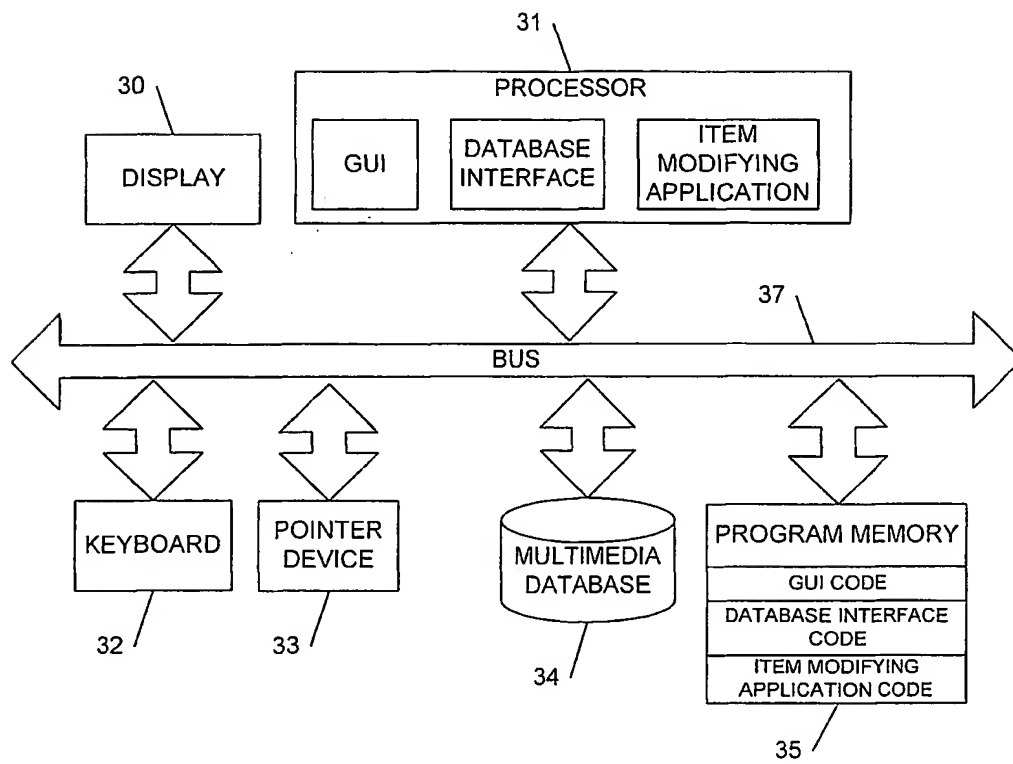 31
30
PROCESSOR
DISPLAY
GUI
DATABASE
INTERFACE
ITEM
MODIFYING
APPLICATION
37
BUS
KEYBOARD
POINTER
DEVICE
MULTIMEDIA
DATABASE
PROGRAM MEMORY
GUI CODE
DATABASE INTERFACE
CODE
ITEM MODIFYING
APPLICATION CODE
32
33
34
35